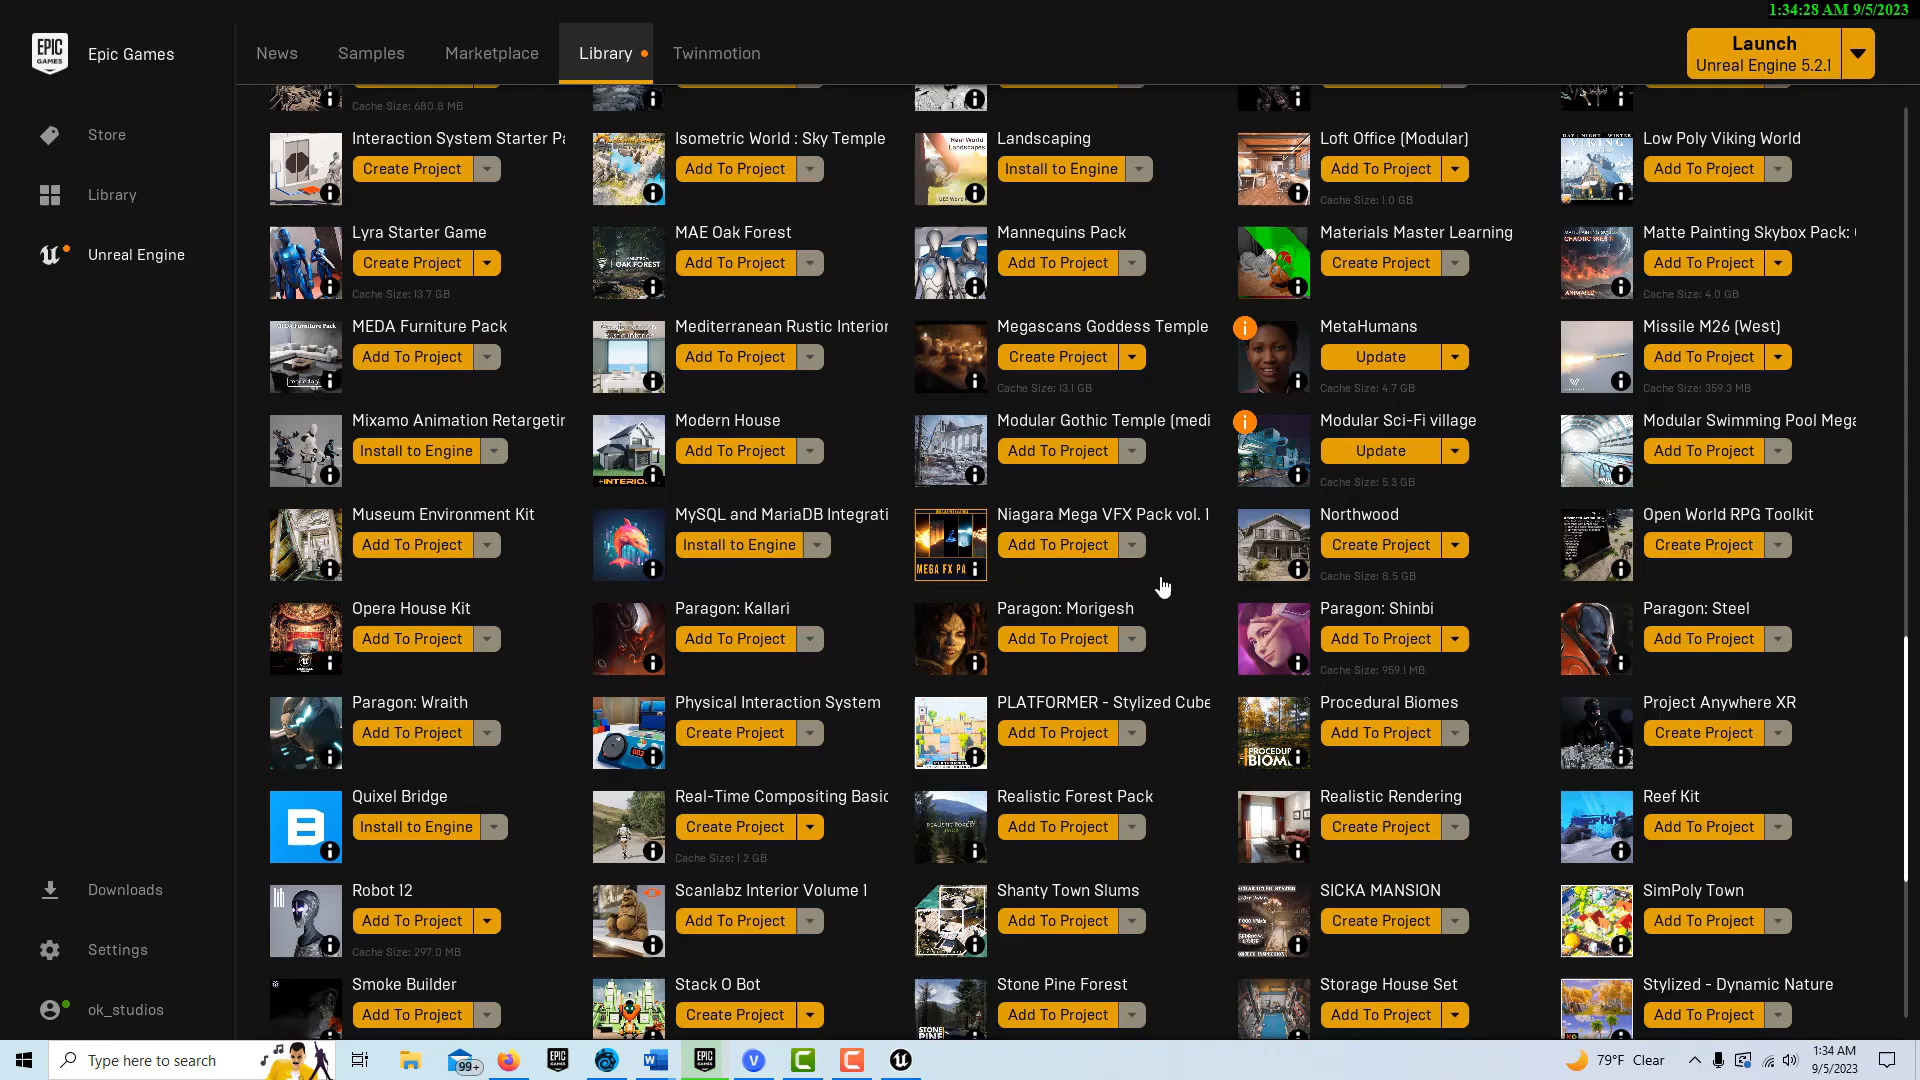 1:34:28 AM 9/5/2023
EPIC GAMES
Epic Games
News
Samples
Marketplace
Library
Twinmotion
Launch
Unreal Engine 5.2.1
Store
Library
Unreal Engine
Downloads
Settings
ok_studios
Cache Size: 680.8 MB
Interaction System Starter Pa
Create Project
Isometric World : Sky Temple
Add To Project
Landscaping
Install to Engine
Loft Office (Modular)
Add To Project
Cache Size: 1.0 GB
Low Poly Viking World
Add To Project
Lyra Starter Game
Create Project
Cache Size: 13.7 GB
MAE Oak Forest
Add To Project
Mannequins Pack
Add To Project
Materials Master Learning
Create Project
Matte Painting Skybox Pack:
Add To Project
Cache Size: 4.0 GB
MEDA Furniture Pack
Add To Project
Mediterranean Rustic Interior
Add To Project
Megascans Goddess Temple
Create Project
Cache Size: 13.1 GB
MetaHumans
Update
Cache Size: 4.7 GB
Missile M26 (West)
Add To Project
Cache Size: 359.3 MB
Mixamo Animation Retargetin
Install to Engine
Modern House
Add To Project
Modular Gothic Temple (medi
Add To Project
Modular Sci-Fi village
Update
Cache Size: 5.3 GB
Modular Swimming Pool Mega
Add To Project
Museum Environment Kit
Add To Project
MySQL and MariaDB Integrati
Install to Engine
Niagara Mega VFX Pack vol. 1
Add To Project
Northwood
Create Project
Cache Size: 8.5 GB
Open World RPG Toolkit
Create Project
Opera House Kit
Add To Project
Paragon: Kallari
Add To Project
Paragon: Morigesh
Add To Project
Paragon: Shinbi
Add To Project
Cache Size: 959.1 MB
Paragon: Steel
Add To Project
Paragon: Wraith
Add To Project
Physical Interaction System
Create Project
PLATFORMER - Stylized Cube
Add To Project
Procedural Biomes
Add To Project
Project Anywhere XR
Create Project
Quixel Bridge
Install to Engine
Real-Time Compositing Basic
Create Project
Cache Size: 1.2 GB
Realistic Forest Pack
Add To Project
Realistic Rendering
Create Project
Reef Kit
Add To Project
Robot 12
Add To Project
Cache Size: 297.0 MB
Scanlabz Interior Volume 1
Add To Project
Shanty Town Slums
Add To Project
SICKA MANSION
Create Project
SimPoly Town
Add To Project
Smoke Builder
Add To Project
Stack O Bot
Create Project
Stone Pine Forest
Add To Project
Storage House Set
Add To Project
Stylized - Dynamic Nature
Add To Project
Type here to search
99+
79°F Clear
1:34 AM
9/5/2023